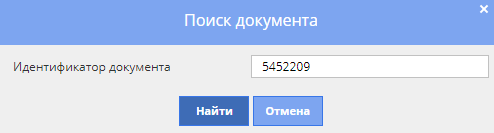 Поиск документа
Идентификатор документа 5452209
Найти Отмена